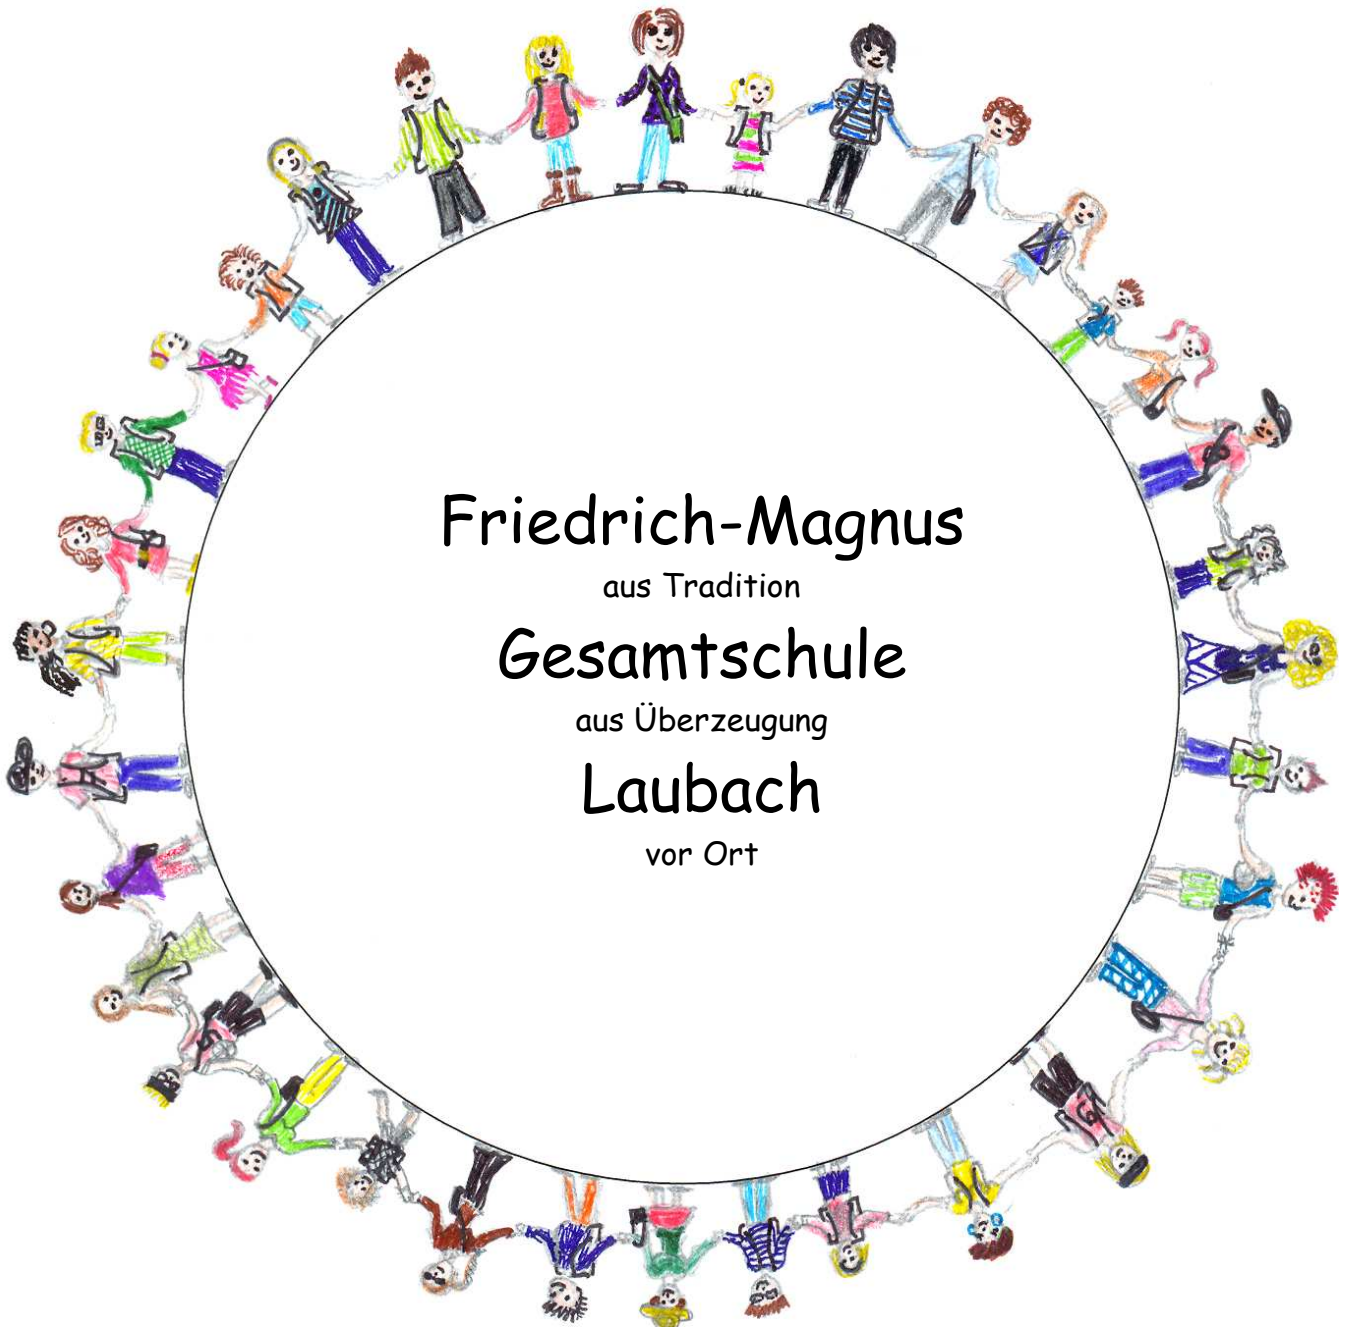 Friedrich-Magnus
aus Tradition
Gesamtschule
aus Überzeugung
Laubach
vor Ort